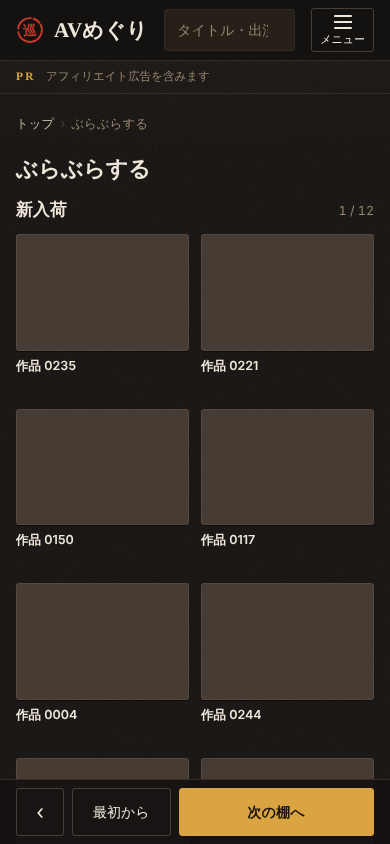 巡 AVめぐり タイトル・出
メニュー
PR アフィリエイト広告を含みます
トップ › ぶらぶらする
ぶらぶらする
新入荷 1 / 12
作品 0235 作品 0221
作品 0150 作品 0117
作品 0004 作品 0244
‹ 最初から 次の棚へ